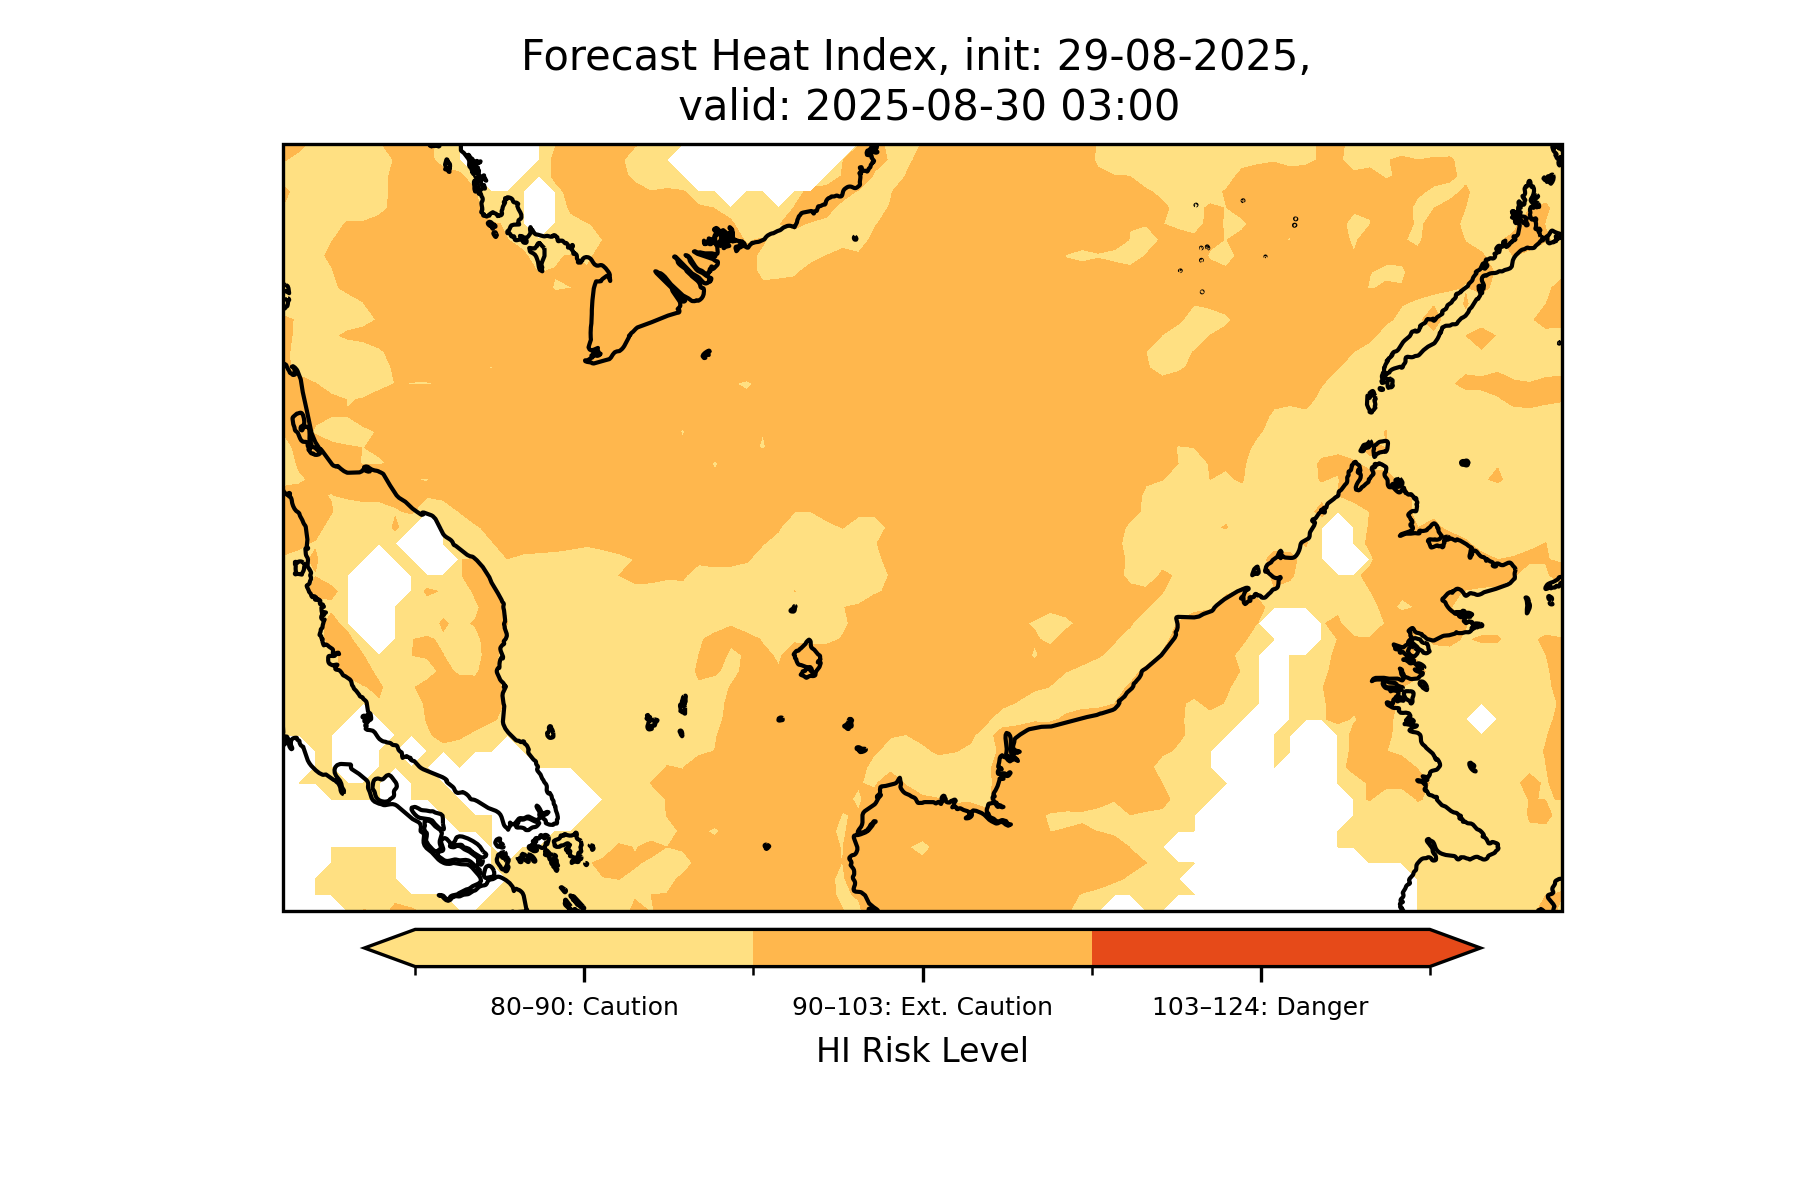 Forecast Heat Index, init: 29-08-2025,
valid: 2025-08-30 03:00
80–90: Caution
90–103: Ext. Caution
103–124: Danger
HI Risk Level